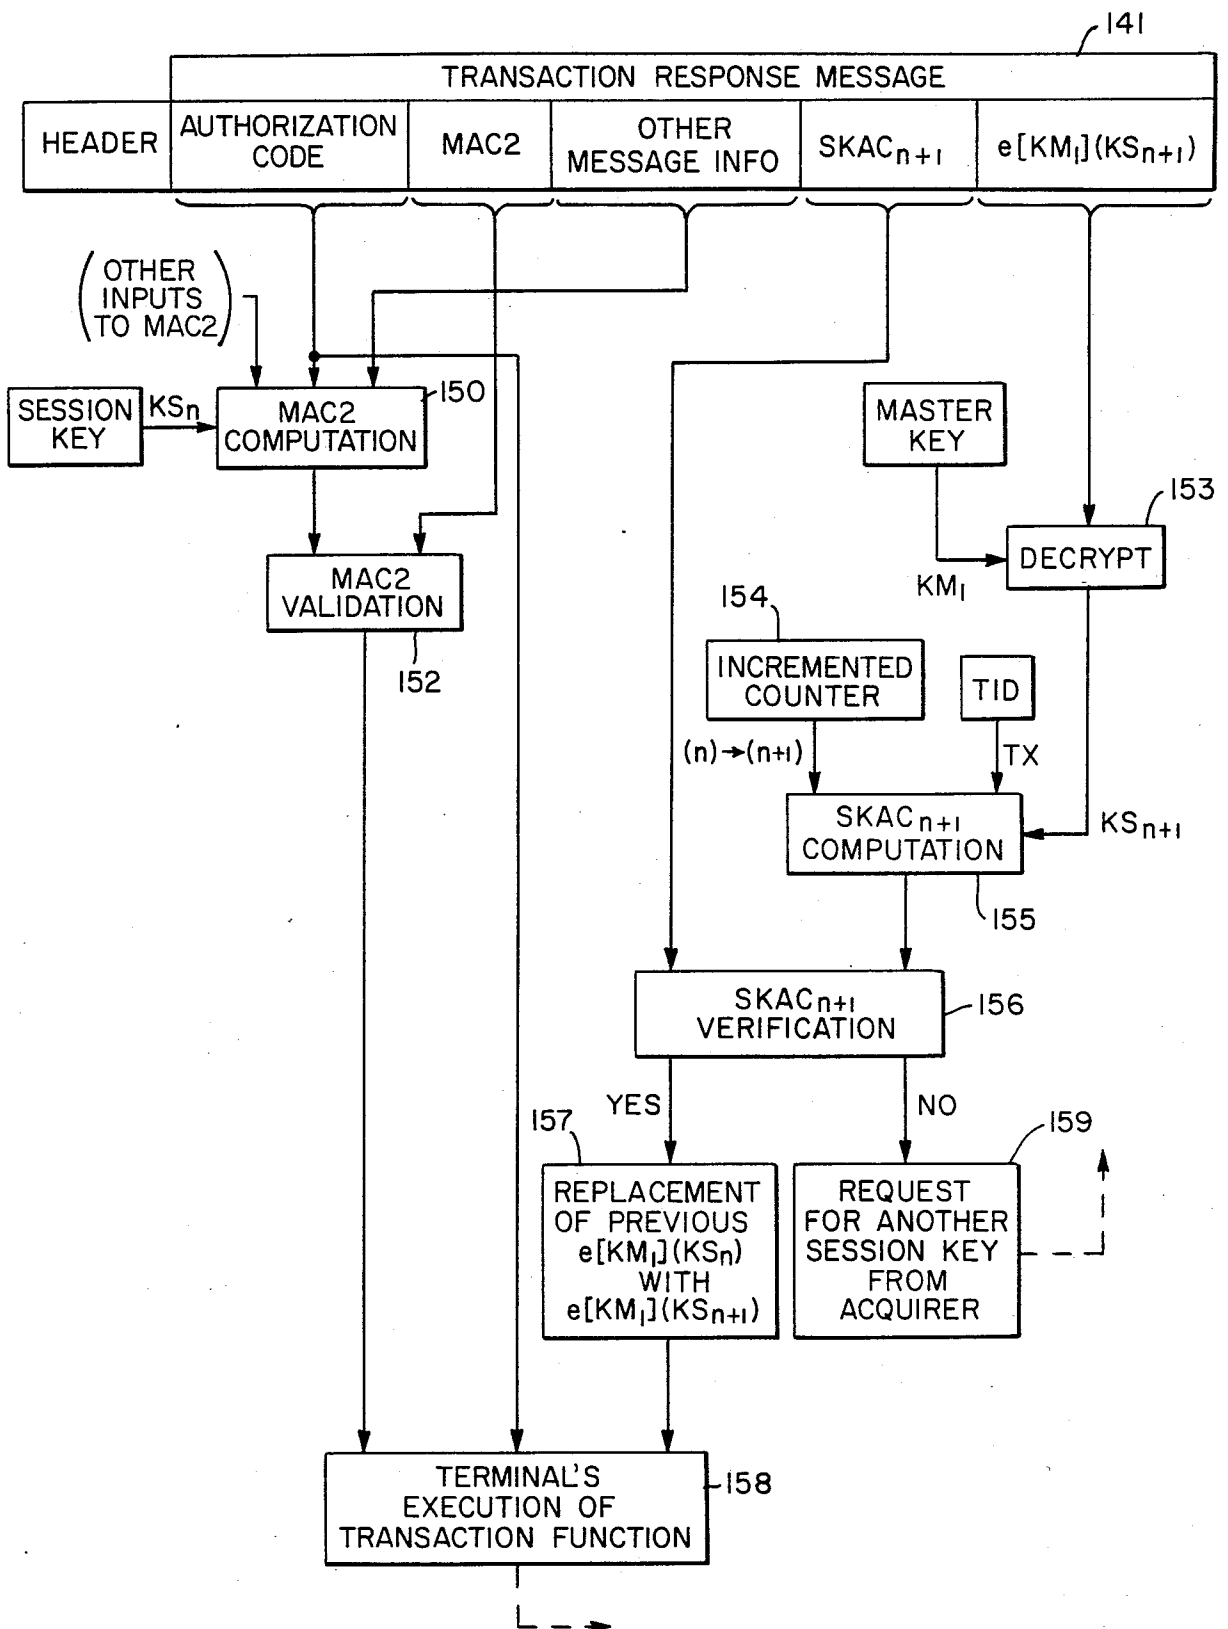 141
TRANSACTION RESPONSE MESSAGE
HEADER
AUTHORIZATION
CODE
MAC2
OTHER
MESSAGE INFO
SKACn+1
e[KM1](KSn+1)
(OTHER
INPUTS
TO MAC2)
SESSION
KEY
KSn
MAC2
COMPUTATION
150
MASTER
KEY
153
DECRYPT
KM1
MAC2
VALIDATION
152
154
INCREMENTED
COUNTER
TID
(n)→(n+1)
TX
SKACn+1
COMPUTATION
KSn+1
155
SKACn+1
VERIFICATION
156
YES
NO
157
159
REPLACEMENT
OF PREVIOUS
e[KM1](KSn)
WITH
e[KM1](KSn+1)
REQUEST
FOR ANOTHER
SESSION KEY
FROM
ACQUIRER
TERMINAL'S
EXECUTION OF
TRANSACTION FUNCTION
158